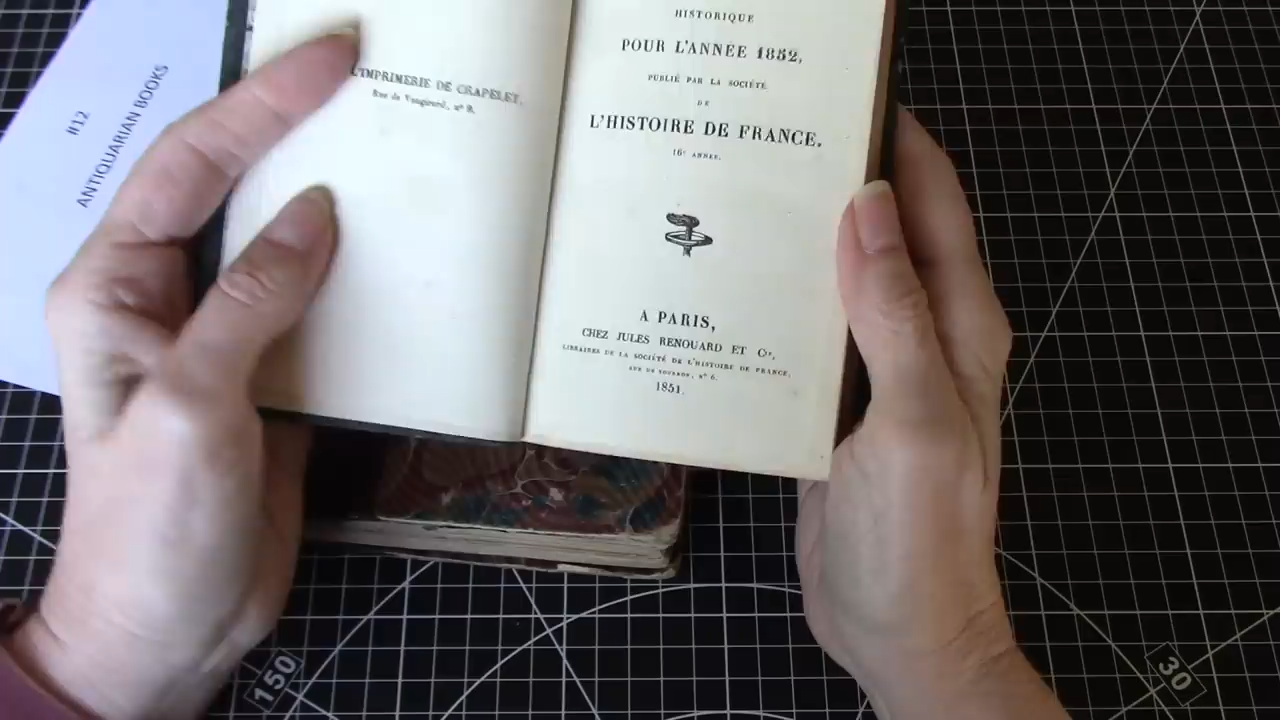 #12
ANTIQUARIAN BOOKS
L'IMPRIMERIE DE CRAPELET,
Rue de Vaugirard, nº 9.
HISTORIQUE
POUR L'ANNÉE 1852,
PUBLIÉ PAR LA SOCIÉTÉ
DE
L'HISTOIRE DE FRANCE.
16e ANNÉE.
A PARIS,
CHEZ JULES RENOUARD ET Cie,
LIBRAIRES DE LA SOCIÉTÉ DE L'HISTOIRE DE FRANCE,
RUE DE TOURNON, Nº 6.
1851.
150
30